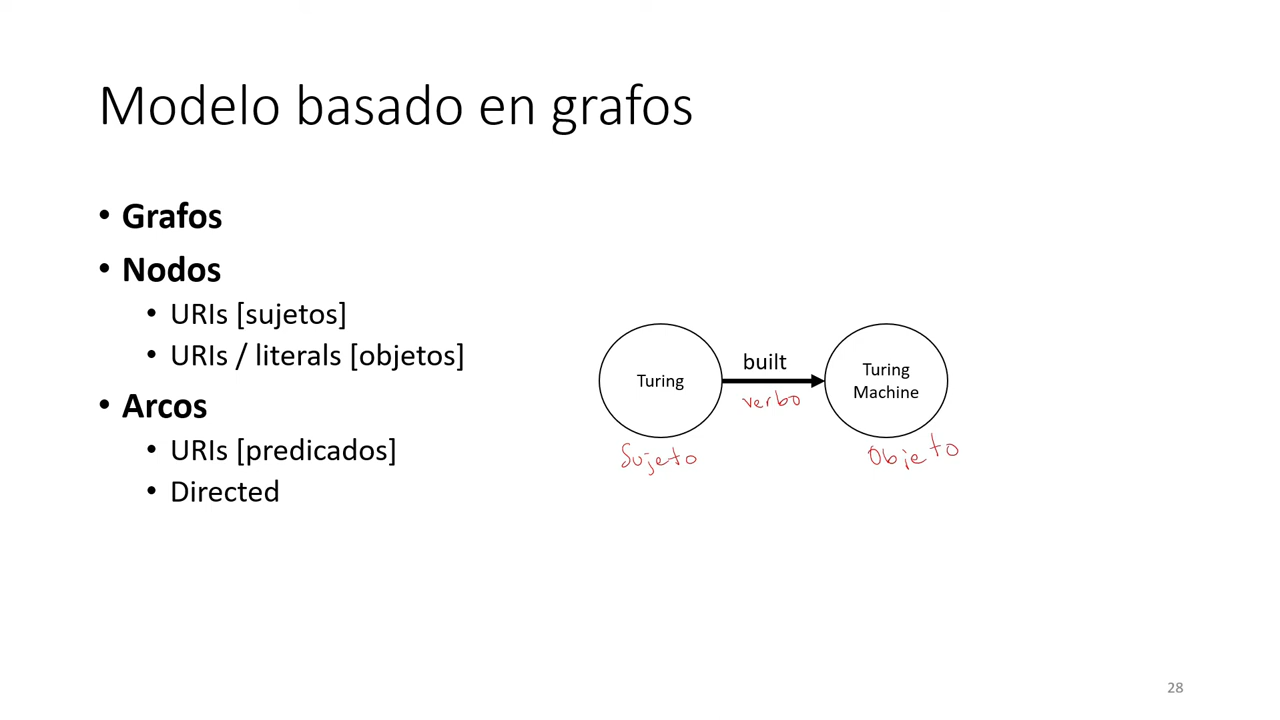 Modelo basado en grafos
• Grafos
• Nodos
• URIs [sujetos]
• URIs / literals [objetos]
• Arcos
• URIs [predicados]
• Directed
Turing
built
verbo
Turing
Machine
Sujeto
Objeto
28